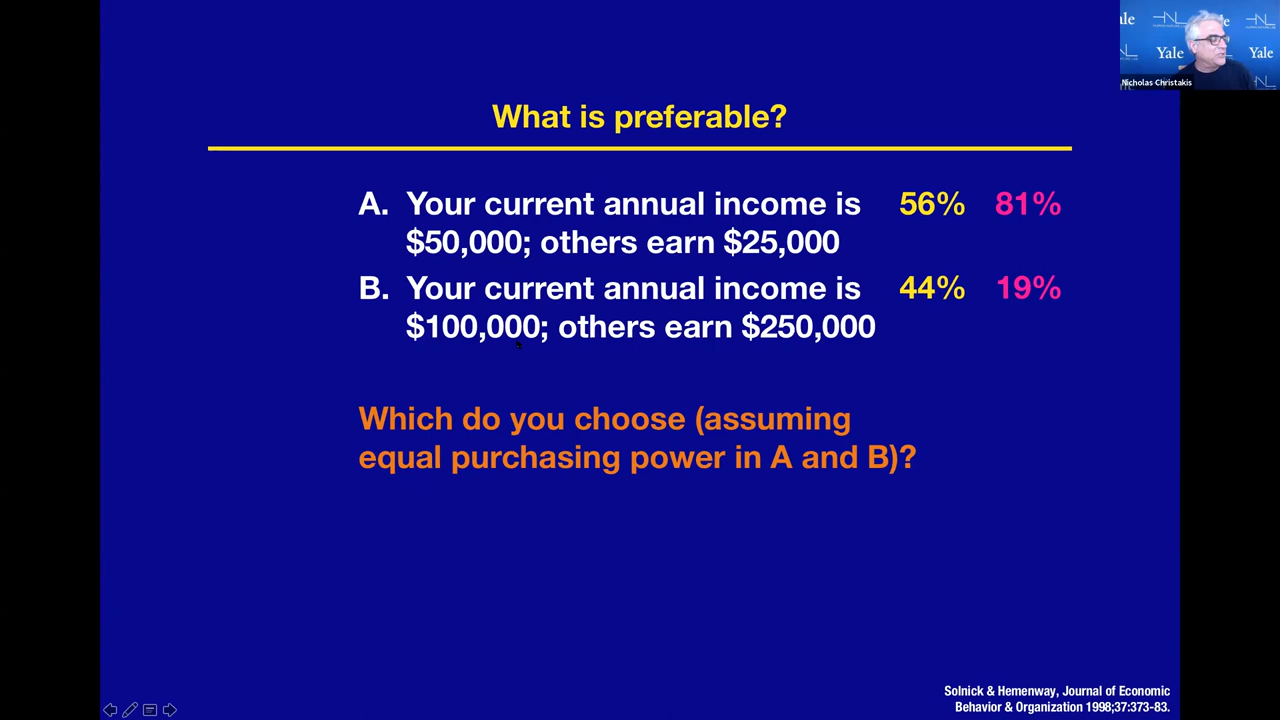 What is preferable?
A. Your current annual income is 56% 81%
$50,000; others earn $25,000
B. Your current annual income is 44% 19%
$100,000; others earn $250,000
Which do you choose (assuming
equal purchasing power in A and B)?
Solnick & Hemenway, Journal of Economic
Behavior & Organization 1998;37:373-83.
Yale
Yale
Nicholas Christakis